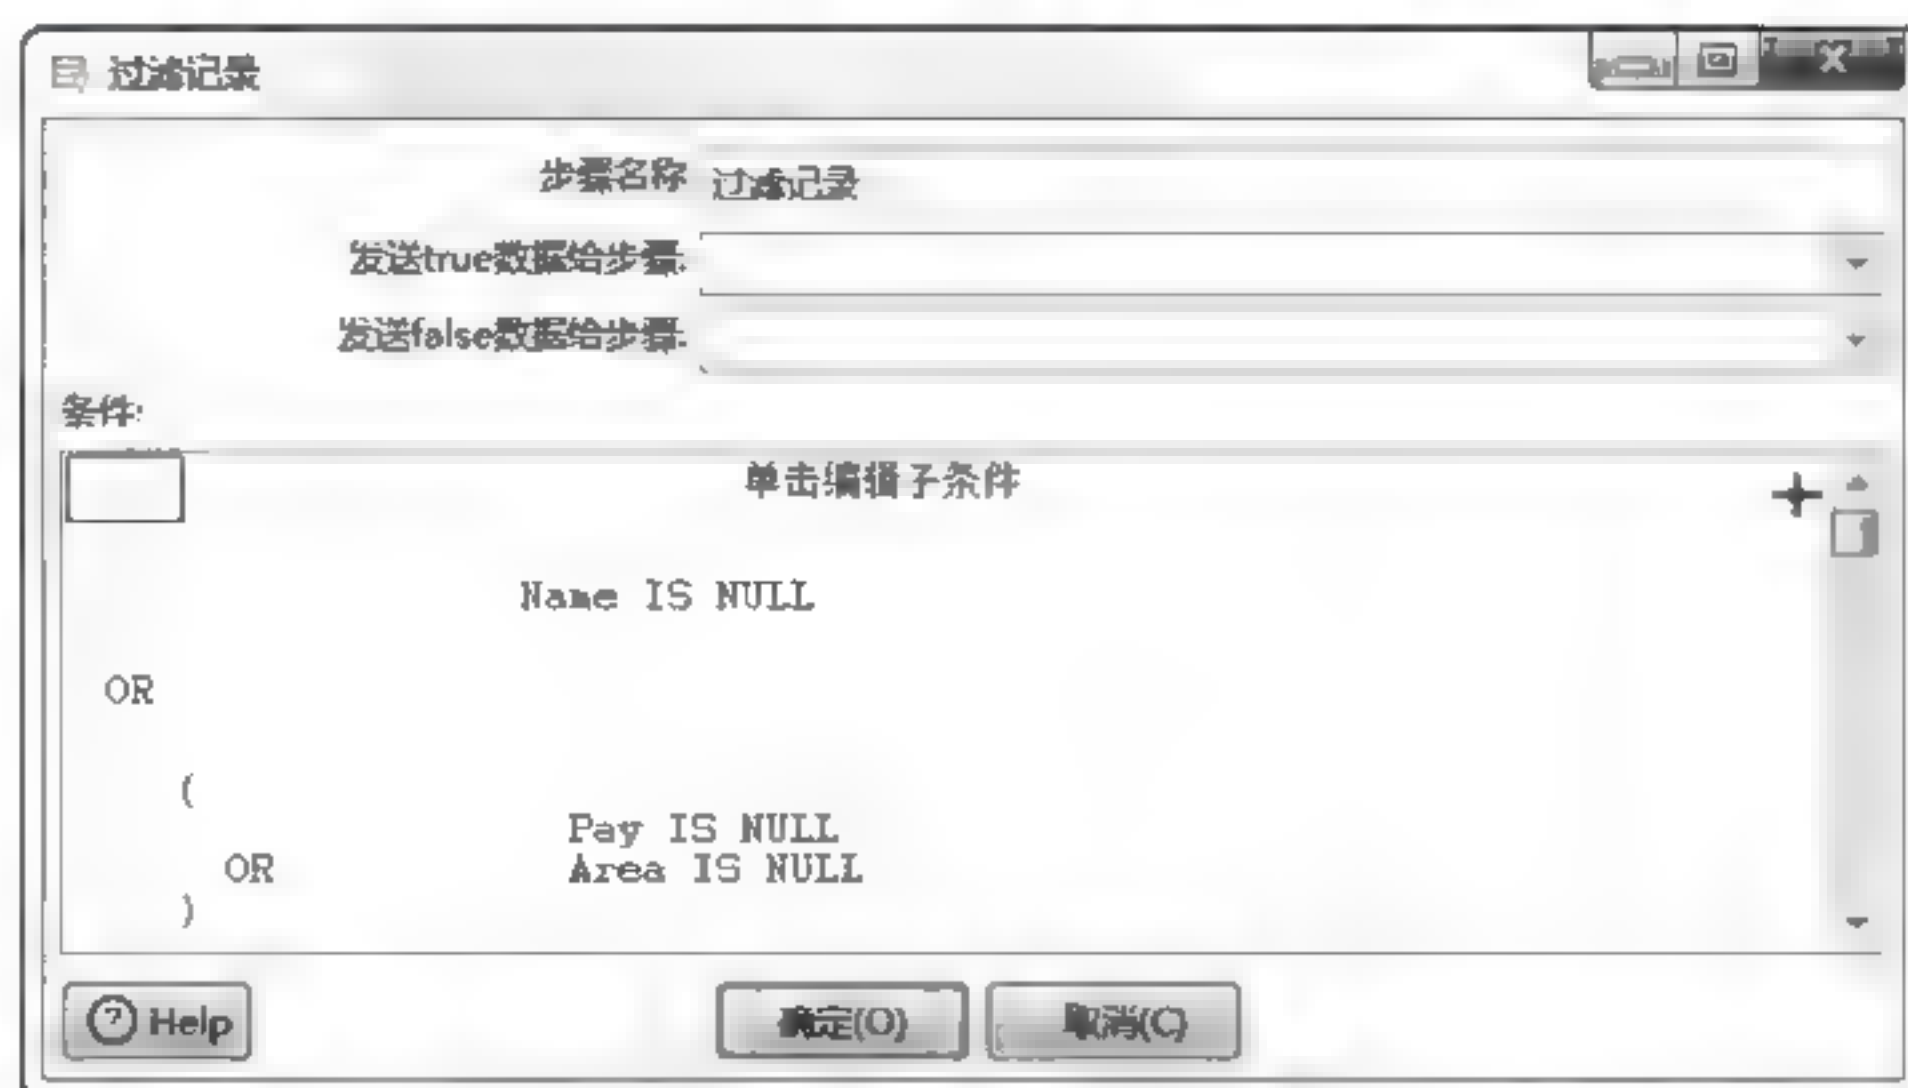 过滤记录
步骤名称 过滤记录
发送true数据给步骤:
发送false数据给步骤:
条件:
单击编辑子条件
Name IS NULL
OR
(
Pay IS NULL
OR Area IS NULL
)
Help 确定(O) 取消(C)